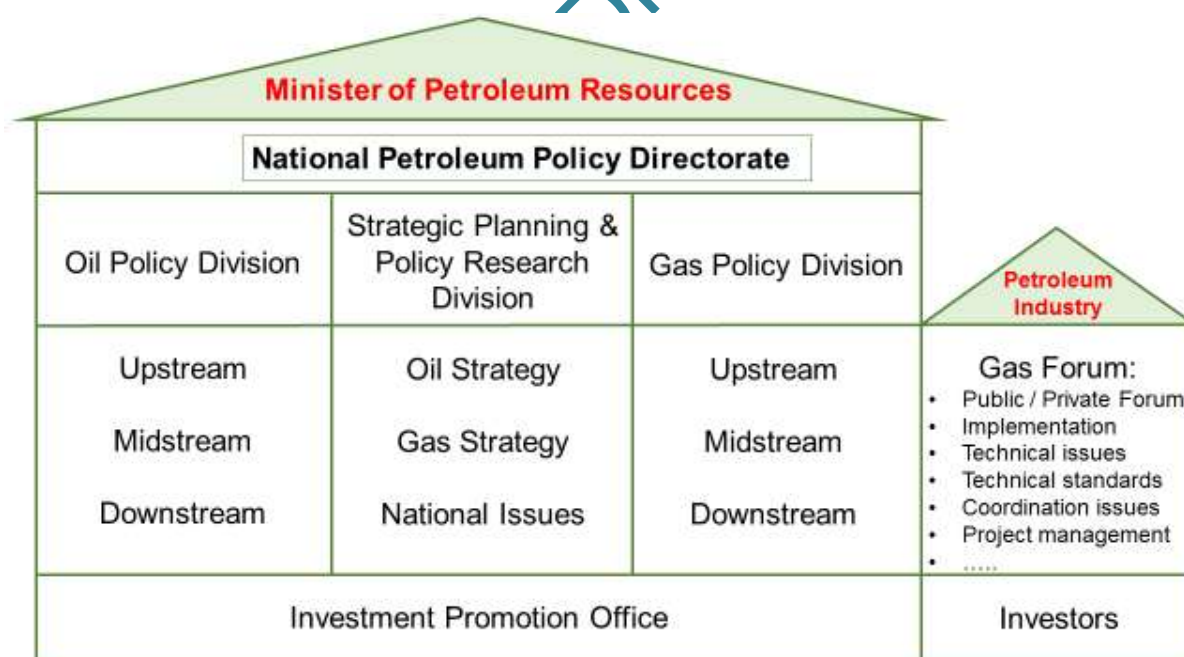 Minister of Petroleum Resources
National Petroleum Policy Directorate
Oil Policy Division
Strategic Planning &
Policy Research
Division
Gas Policy Division
Petroleum
Industry
Upstream
Midstream
Downstream
Oil Strategy
Gas Strategy
National Issues
Upstream
Midstream
Downstream
Gas Forum:
• Public / Private Forum
• Implementation
• Technical issues
• Technical standards
• Coordination issues
• Project management
• .....
Investment Promotion Office
Investors